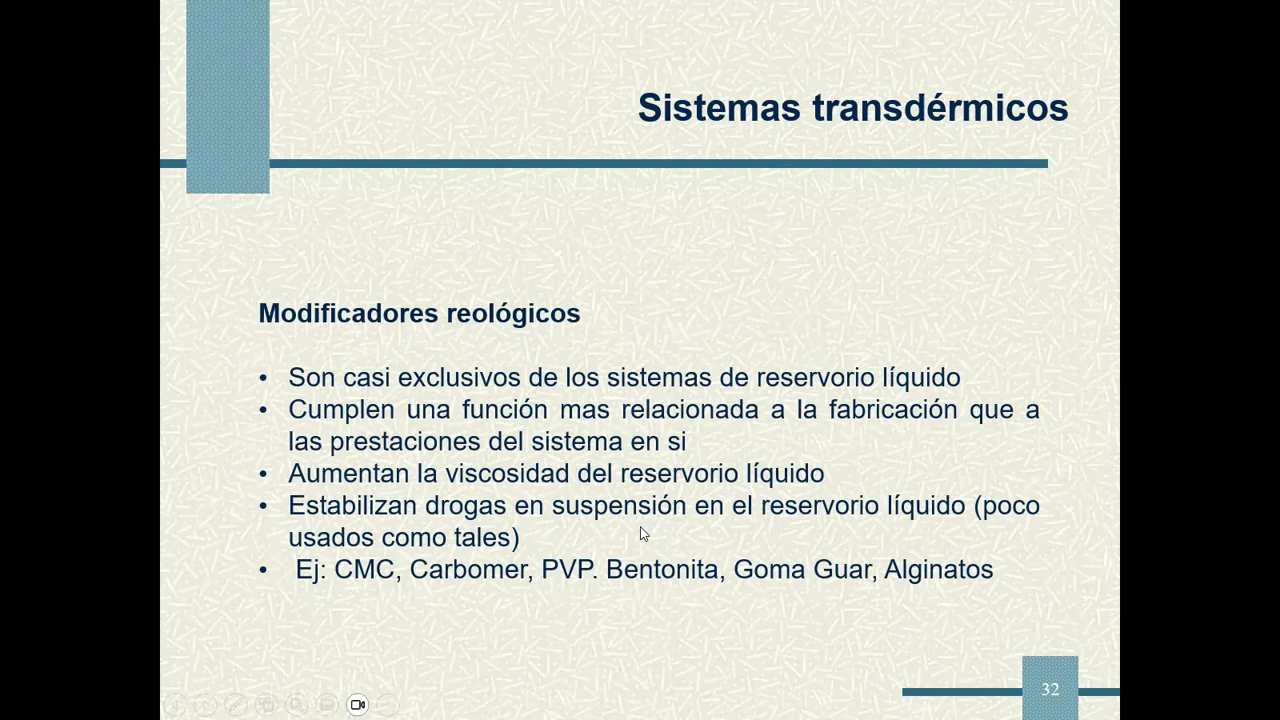 Sistemas transdérmicos
Modificadores reológicos
• Son casi exclusivos de los sistemas de reservorio líquido
• Cumplen una función mas relacionada a la fabricación que a
las prestaciones del sistema en si
• Aumentan la viscosidad del reservorio líquido
• Estabilizan drogas en suspensión en el reservorio líquido (poco
usados como tales)
• Ej: CMC, Carbomer, PVP. Bentonita, Goma Guar, Alginatos
32